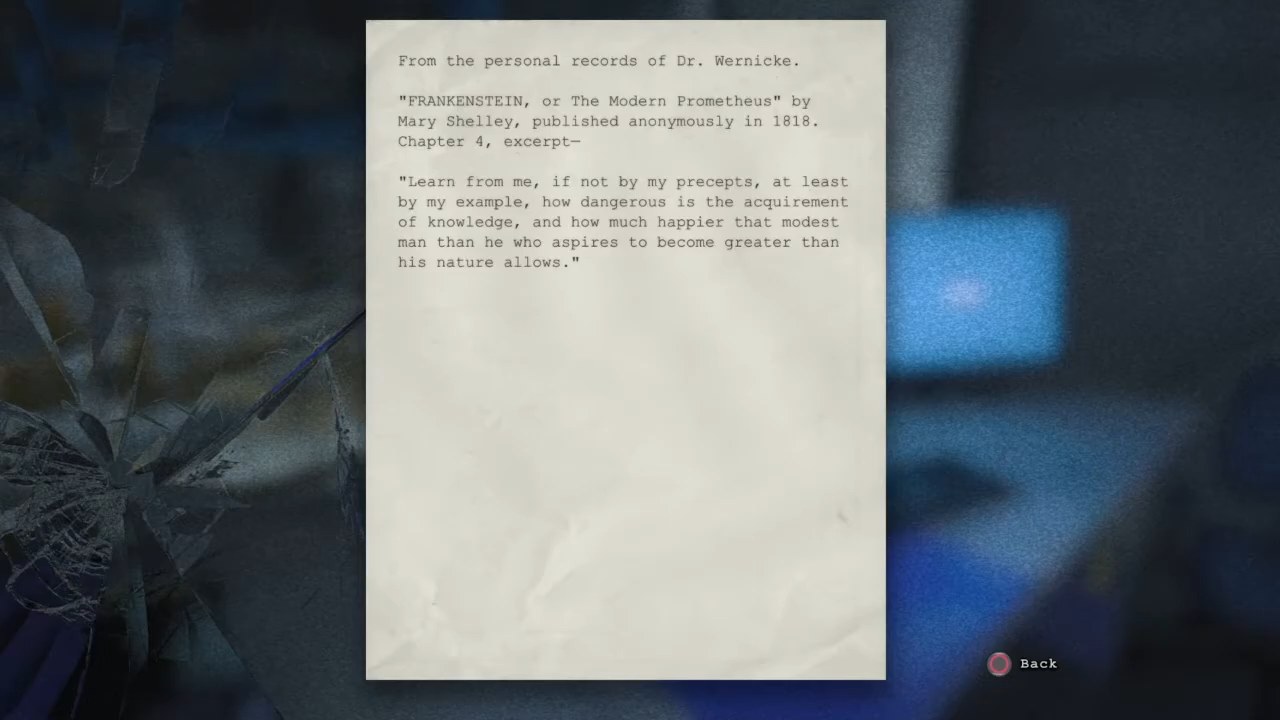 From the personal records of Dr. Wernicke.
"FRANKENSTEIN, or The Modern Prometheus" by
Mary Shelley, published anonymously in 1818.
Chapter 4, excerpt—
"Learn from me, if not by my precepts, at least
by my example, how dangerous is the acquirement
of knowledge, and how much happier that modest
man than he who aspires to become greater than
his nature allows."
Back